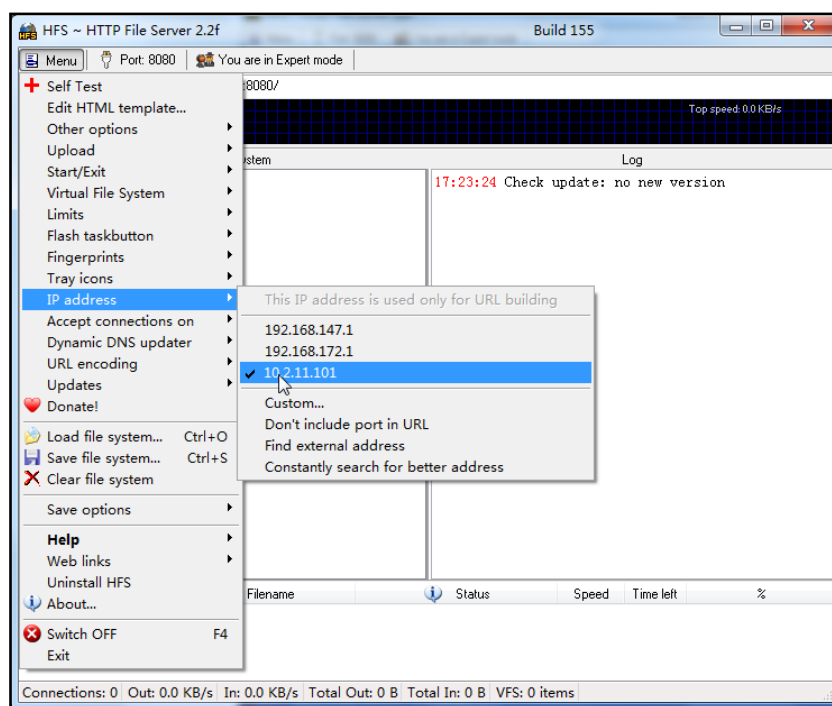 HFS ~ HTTP File Server 2.2f Build 155
Menu Port: 8080 You are in Expert mode
:8080/
Top speed: 0.0 KB/s
Log
17:23:24 Check update: no new version
Self Test
Edit HTML template...
Other options
Upload
Start/Exit
Virtual File System
Limits
Flash taskbutton
Fingerprints
Tray icons
IP address
Accept connections on
Dynamic DNS updater
URL encoding
Updates
Donate!
Load file system... Ctrl+O
Save file system... Ctrl+S
Clear file system
Save options
Help
Web links
Uninstall HFS
About...
Switch OFF F4
Exit
This IP address is used only for URL building
192.168.147.1
192.168.172.1
10.2.11.101
Custom...
Don't include port in URL
Find external address
Constantly search for better address
Filename Status Speed Time left %
Connections: 0 Out: 0.0 KB/s In: 0.0 KB/s Total Out: 0 B Total In: 0 B VFS: 0 items